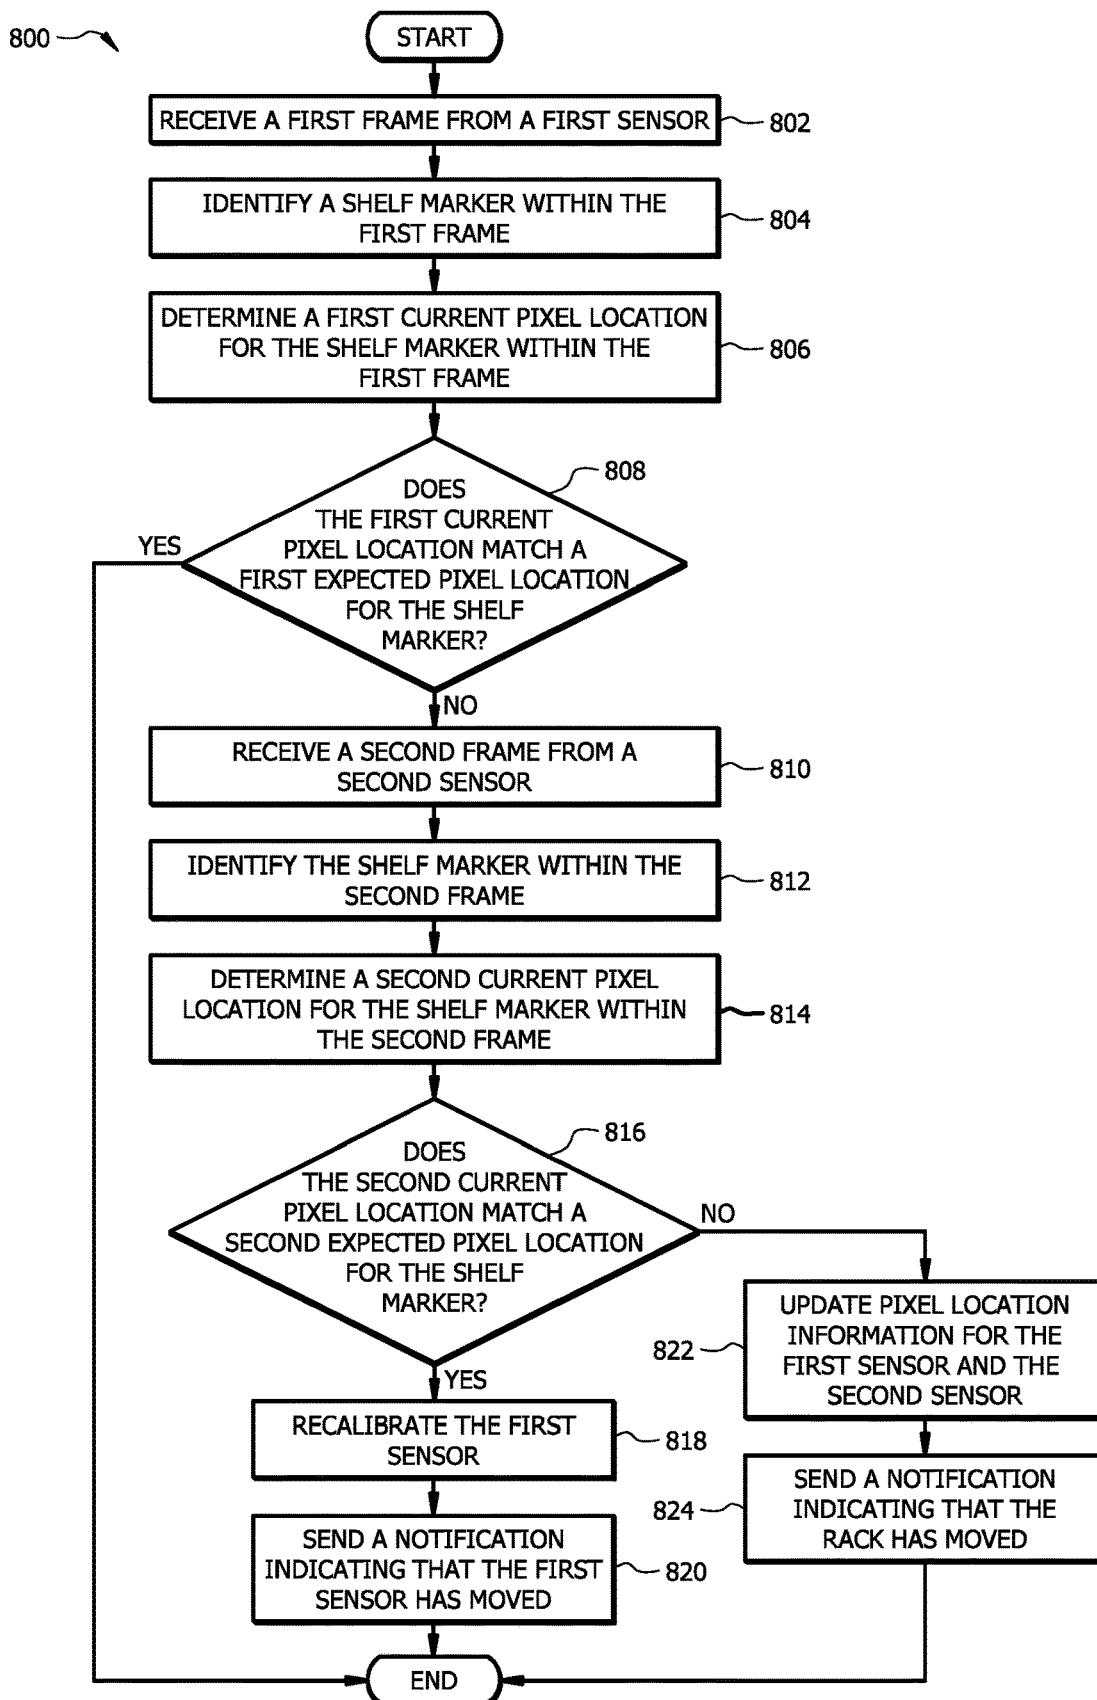 800
START
RECEIVE A FIRST FRAME FROM A FIRST SENSOR
802
IDENTIFY A SHELF MARKER WITHIN THE
FIRST FRAME
804
DETERMINE A FIRST CURRENT PIXEL LOCATION
FOR THE SHELF MARKER WITHIN THE
FIRST FRAME
806
808
DOES
THE FIRST CURRENT
PIXEL LOCATION MATCH A
FIRST EXPECTED PIXEL LOCATION
FOR THE SHELF
MARKER?
YES
NO
RECEIVE A SECOND FRAME FROM A
SECOND SENSOR
810
IDENTIFY THE SHELF MARKER WITHIN THE
SECOND FRAME
812
DETERMINE A SECOND CURRENT PIXEL
LOCATION FOR THE SHELF MARKER WITHIN
THE SECOND FRAME
814
816
DOES
THE SECOND CURRENT
PIXEL LOCATION MATCH A
SECOND EXPECTED PIXEL LOCATION
FOR THE SHELF
MARKER?
NO
YES
UPDATE PIXEL LOCATION
INFORMATION FOR THE
FIRST SENSOR AND THE
SECOND SENSOR
822
RECALIBRATE THE FIRST
SENSOR
818
SEND A NOTIFICATION
INDICATING THAT THE
RACK HAS MOVED
824
SEND A NOTIFICATION
INDICATING THAT THE FIRST
SENSOR HAS MOVED
820
END